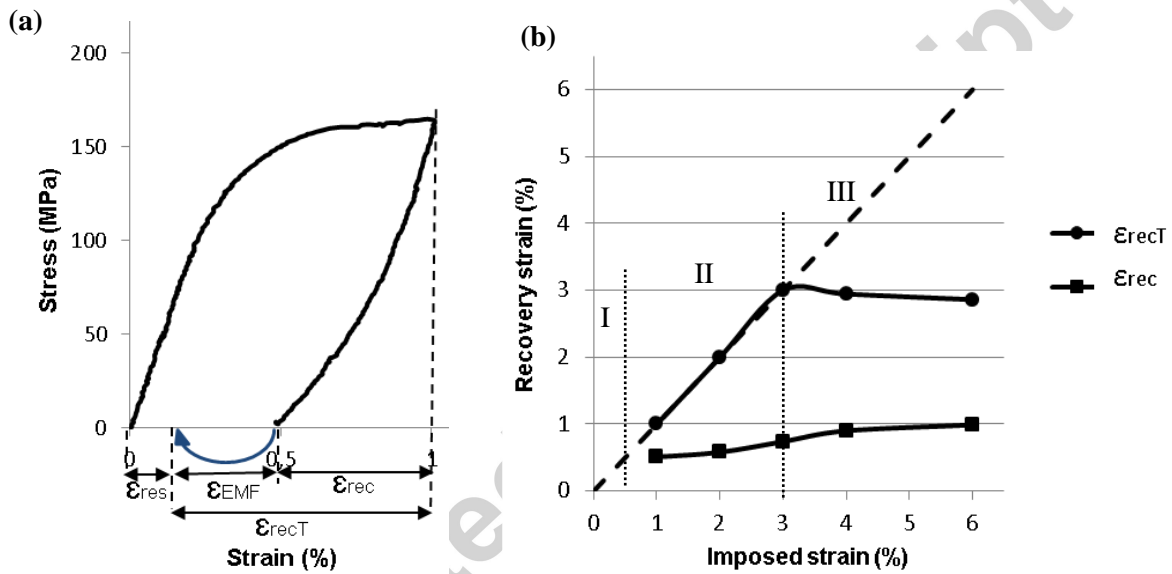 (a)
Stress (MPa)
200
150
100
50
0
0
0,5
1
εres
εEMF
εrec
εrecT
Strain (%)
(b)
Recovery strain (%)
6
5
4
3
2
1
0
I
II
III
0 1 2 3 4 5 6
Imposed strain (%)
εrecT
εrec